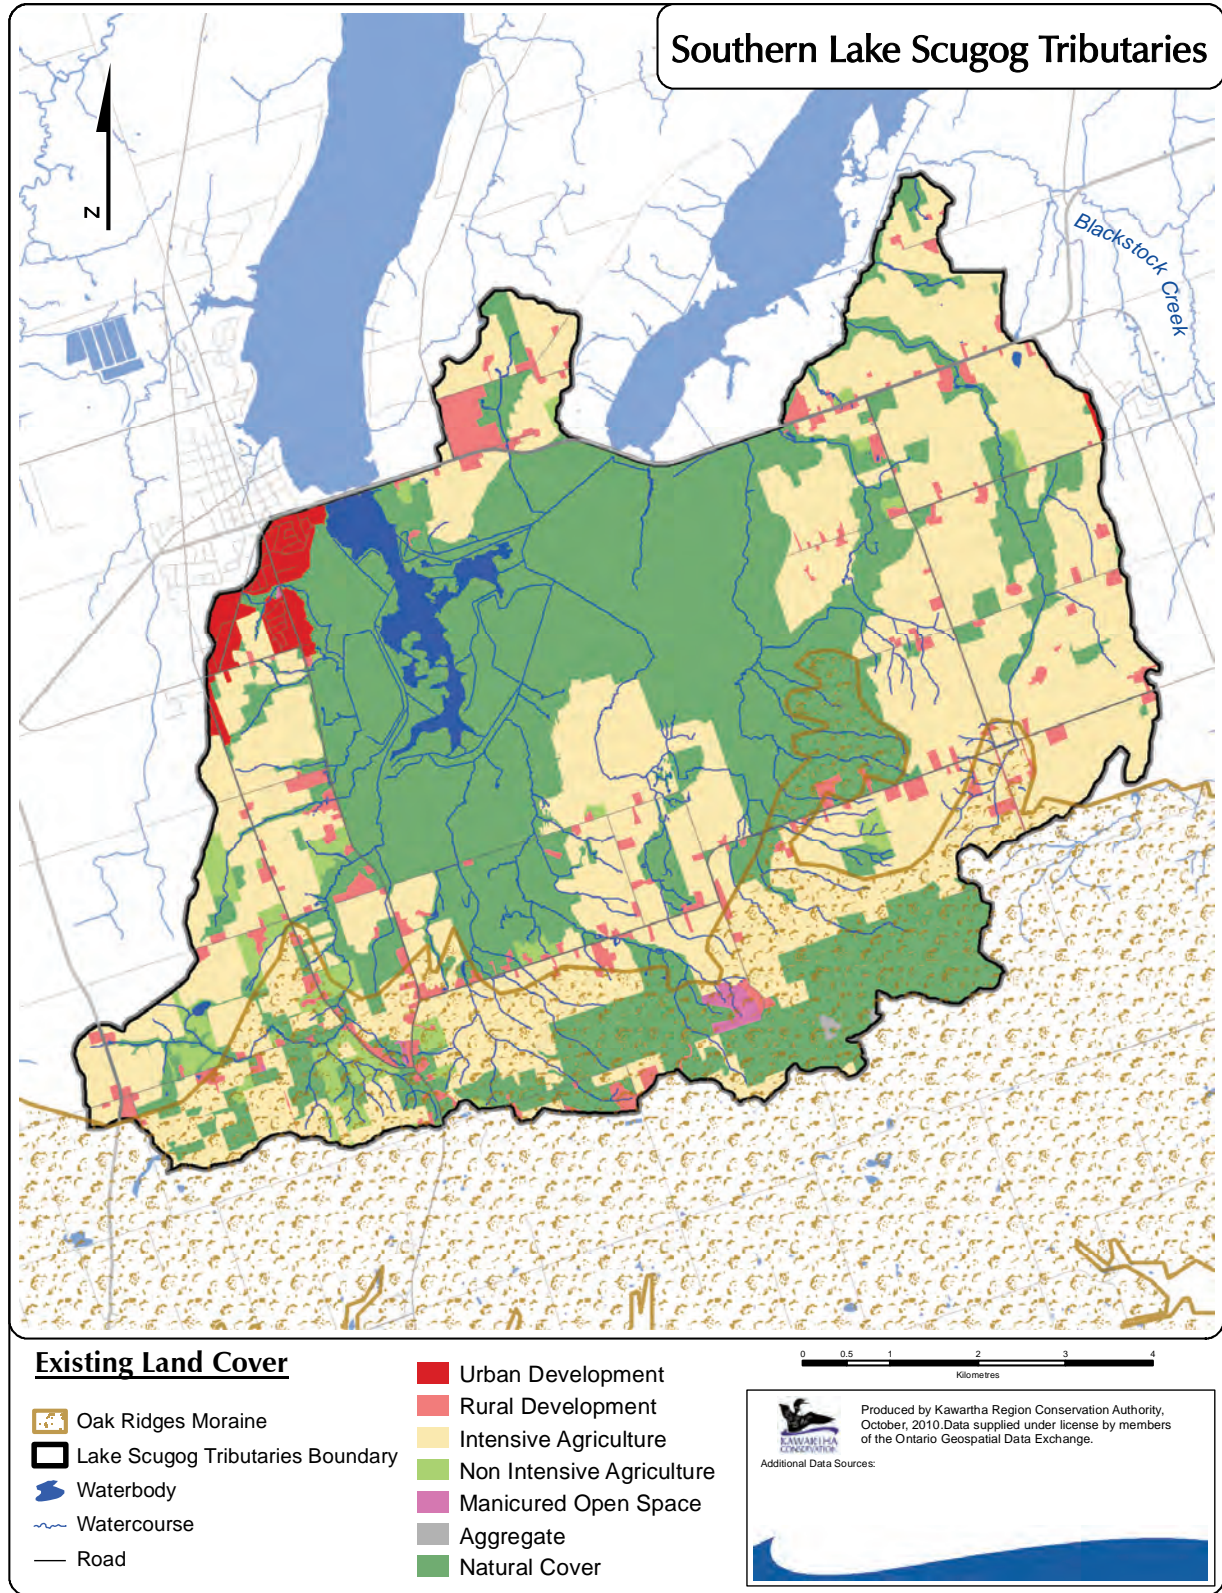 Southern Lake Scugog Tributaries
N
Blackstock
Creek
Existing Land Cover
Oak Ridges Moraine
Lake Scugog Tributaries Boundary
Waterbody
Watercourse
Road
Urban Development
Rural Development
Intensive Agriculture
Non Intensive Agriculture
Manicured Open Space
Aggregate
Natural Cover
0 0.5 1 2 3 4
Kilometres
KAWARTHA
CONSERVATION
Produced by Kawartha Region Conservation Authority,
October, 2010.Data supplied under license by members
of the Ontario Geospatial Data Exchange.
Additional Data Sources: